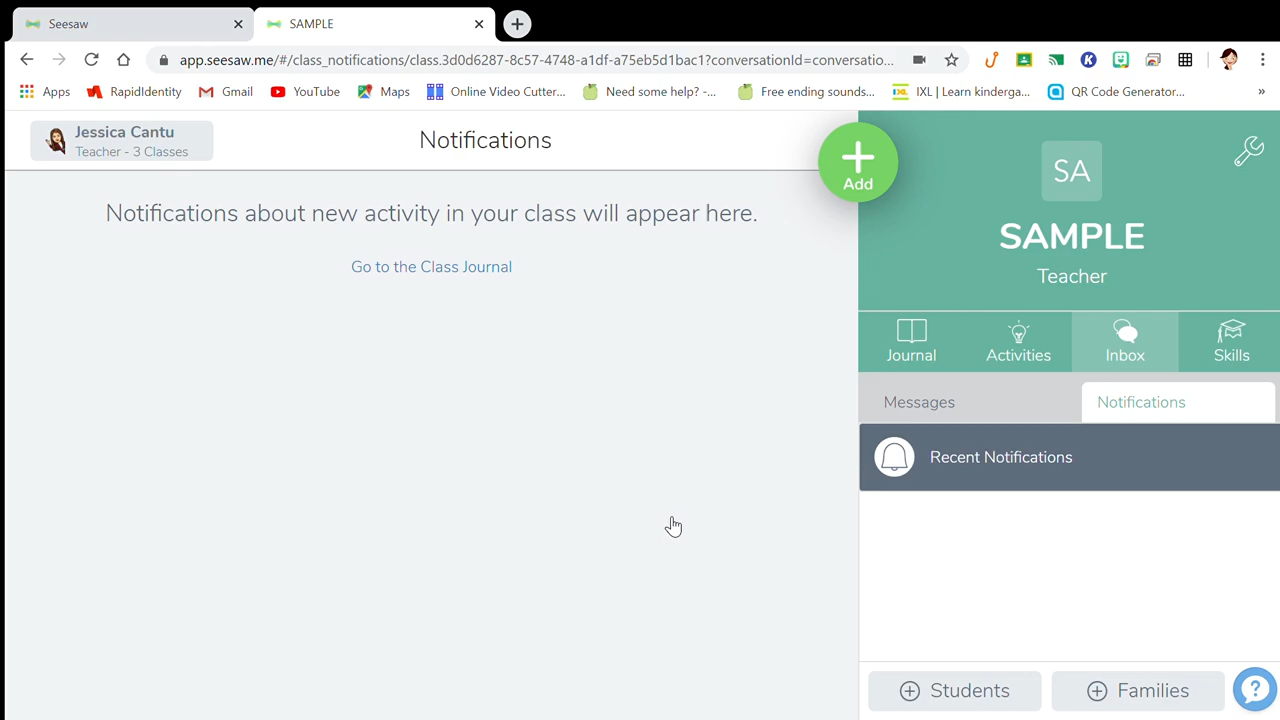 Seesaw
SAMPLE
app.seesaw.me/#/class_notifications/class.3d0d6287-8c57-4748-a1df-a75eb5d1bac1?conversationId=conversatio...
Apps RapidIdentity Gmail YouTube Maps Online Video Cutter... Need some help? -... Free ending sounds... IXL | Learn kinderga... QR Code Generator... »
Jessica Cantu
Teacher - 3 Classes
Notifications
Add
Notifications about new activity in your class will appear here.
Go to the Class Journal
SA
SAMPLE
Teacher
Journal Activities Inbox Skills
Messages Notifications
Recent Notifications
Students Families